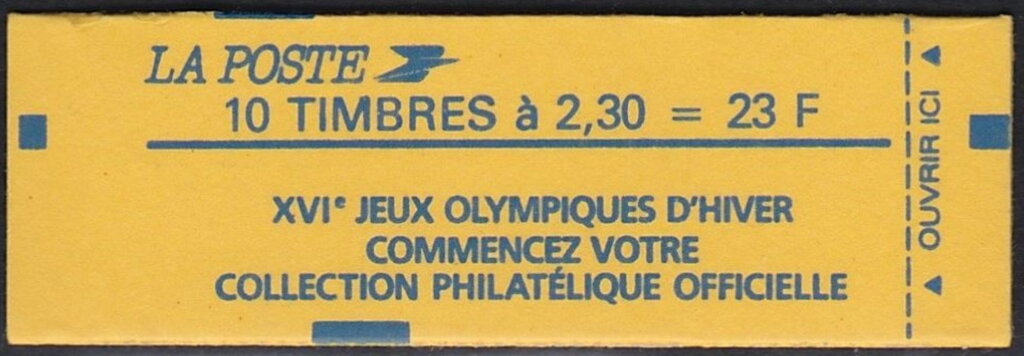 LA POSTE
10 TIMBRES à 2,30 = 23 F
XVIᵉ JEUX OLYMPIQUES D'HIVER
COMMENCEZ VOTRE
COLLECTION PHILATÉLIQUE OFFICIELLE
OUVRIR ICI